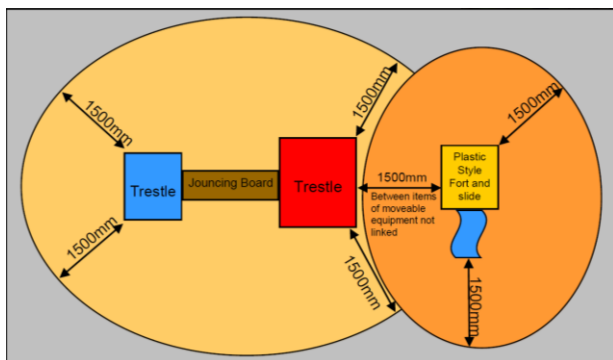 1500mm
1500mm
1500mm
Trestle
Jouncing Board
Trestle
1500mm
Between items
of moveable
equipment not
linked
Plastic
Style
Fort and
slide
1500mm
1500mm
1500mm